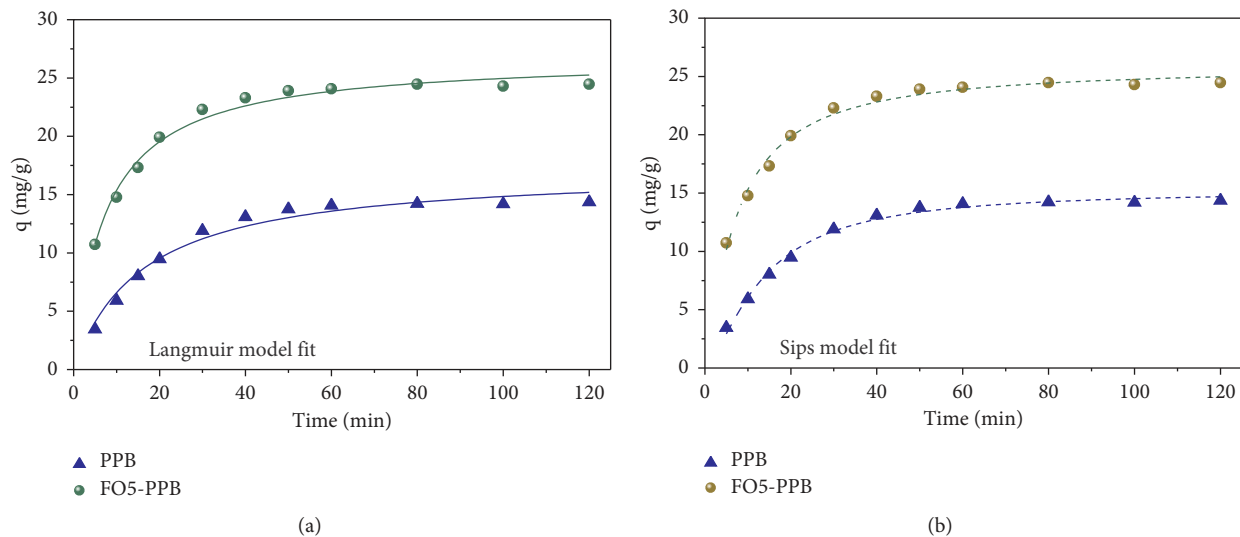 30
25
20
15
10
5
0
q (mg/g)
Langmuir model fit
0 20 40 60 80 100 120
Time (min)
PPB
FO5-PPB
(a)
30
25
20
15
10
5
0
q (mg/g)
Sips model fit
0 20 40 60 80 100 120
Time (min)
PPB
FO5-PPB
(b)